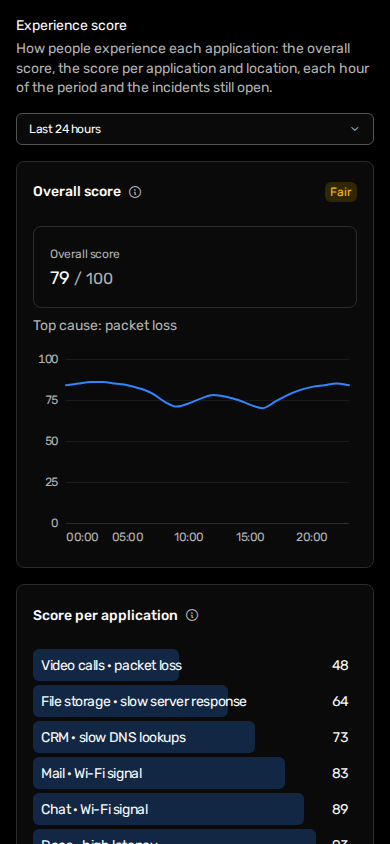 Experience score
How people experience each application: the overall
score, the score per application and location, each hour
of the period and the incidents still open.
Last 24 hours
Overall score
Fair
Overall score
79 / 100
Top cause: packet loss
100
75
50
25
0
00:00 05:00 10:00 15:00 20:00
Score per application
Video calls • packet loss 48
File storage • slow server response 64
CRM • slow DNS lookups 73
Mail • Wi-Fi signal 83
Chat • Wi-Fi signal 89